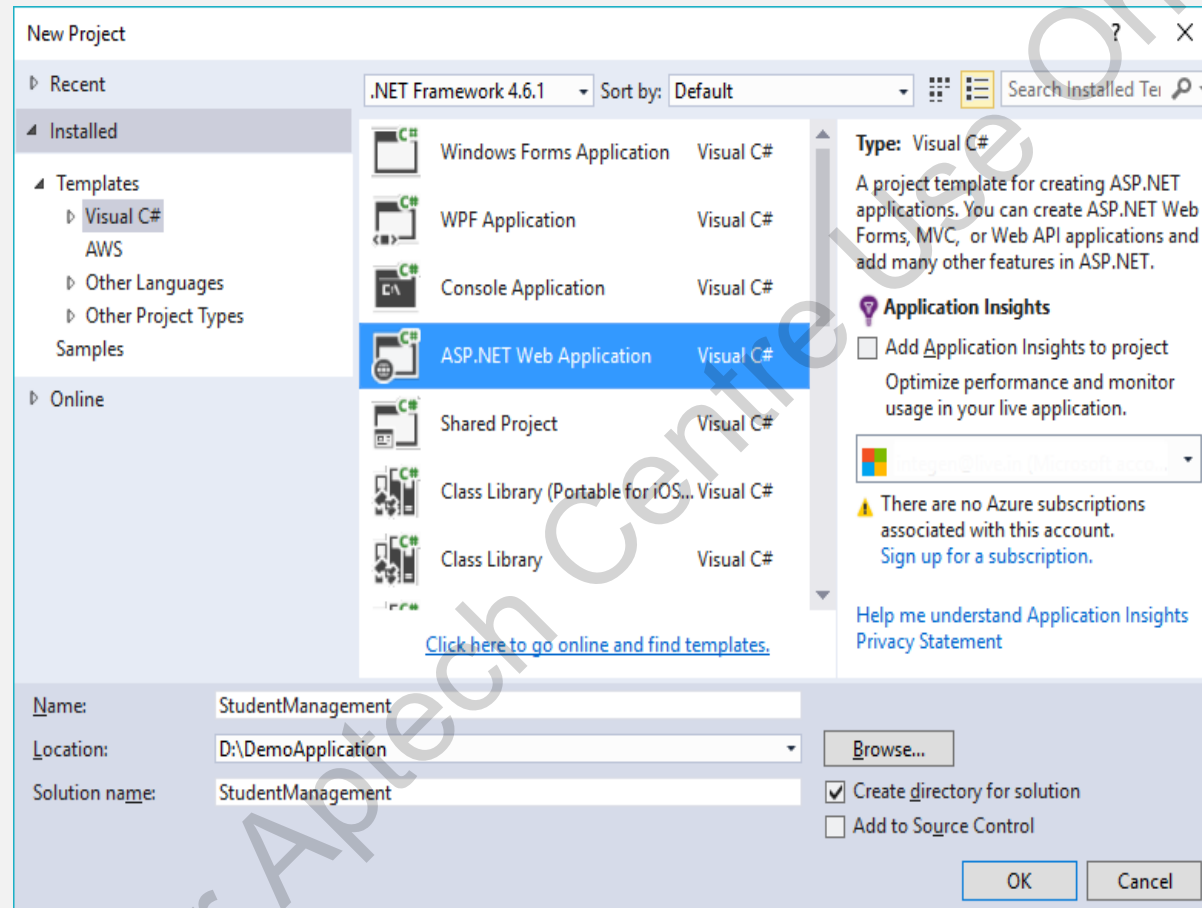 New Project
?
Recent
Installed
Templates
Visual C#
AWS
Other Languages
Other Project Types
Samples
Online
.NET Framework 4.6.1
Sort by: Default
Search Installed Te
Windows Forms Application Visual C#
WPF Application Visual C#
Console Application Visual C#
ASP.NET Web Application Visual C#
Shared Project Visual C#
Class Library (Portable for iOS... Visual C#
Class Library Visual C#
Click here to go online and find templates.
Type: Visual C#
A project template for creating ASP.NET
applications. You can create ASP.NET Web
Forms, MVC, or Web API applications and
add many other features in ASP.NET.
Application Insights
Add Application Insights to project
Optimize performance and monitor
usage in your live application.
There are no Azure subscriptions
associated with this account.
Sign up for a subscription.
Help me understand Application Insights
Privacy Statement
Name: StudentManagement
Location: D:\DemoApplication
Browse...
Solution name: StudentManagement
Create directory for solution
Add to Source Control
OK
Cancel
Aptech Centre Use